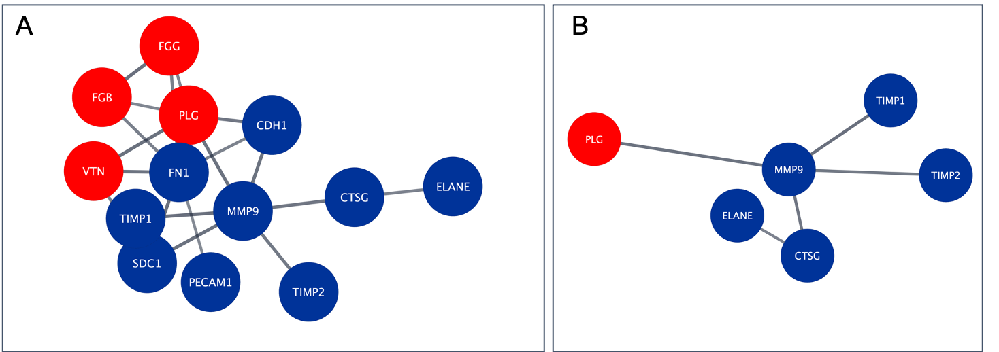 A
FGG
FGB
PLG
CDH1
VTN
FN1
ELANE
CTSG
MMP9
TIMP1
SDC1
PECAM1
TIMP2
B
TIMP1
PLG
MMP9
TIMP2
ELANE
CTSG